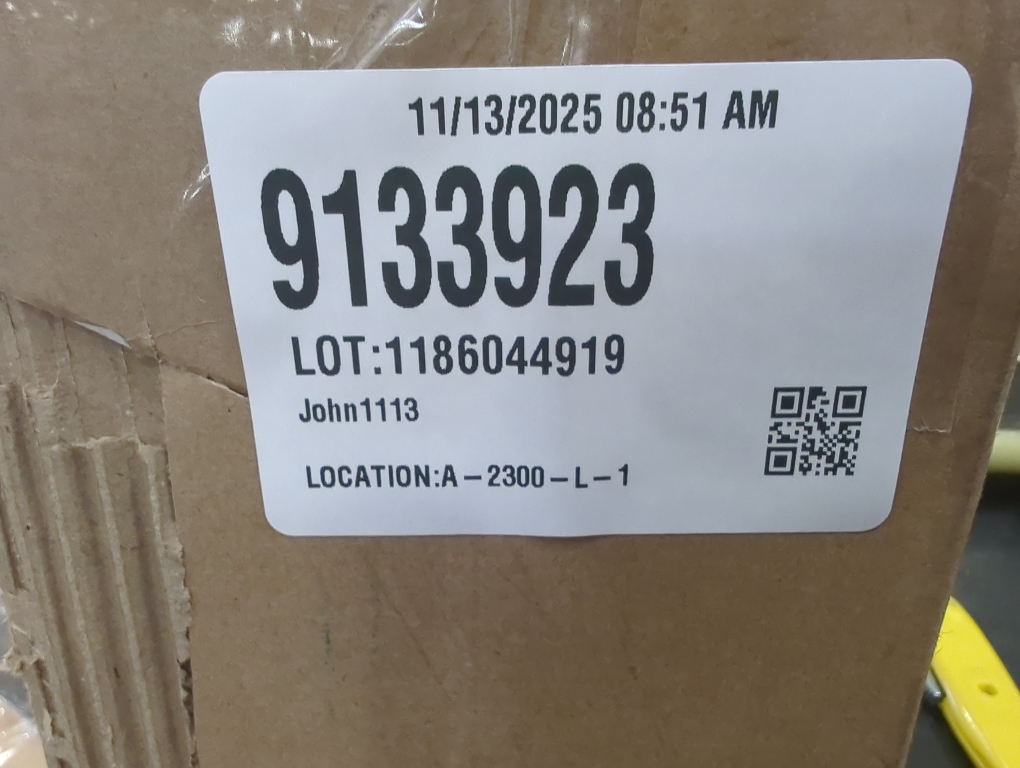 11/13/2025 08:51 AM
9133923
LOT:1186044919
John1113
LOCATION:A-2300-L-1